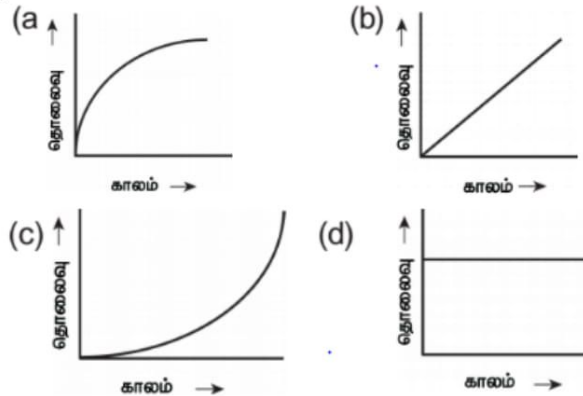 (a
தொலைவு →
காலம் →
(b)
தொலைவு →
காலம் →
(c)
தொலைவு →
காலம் →
(d)
தொலைவு →
காலம் →